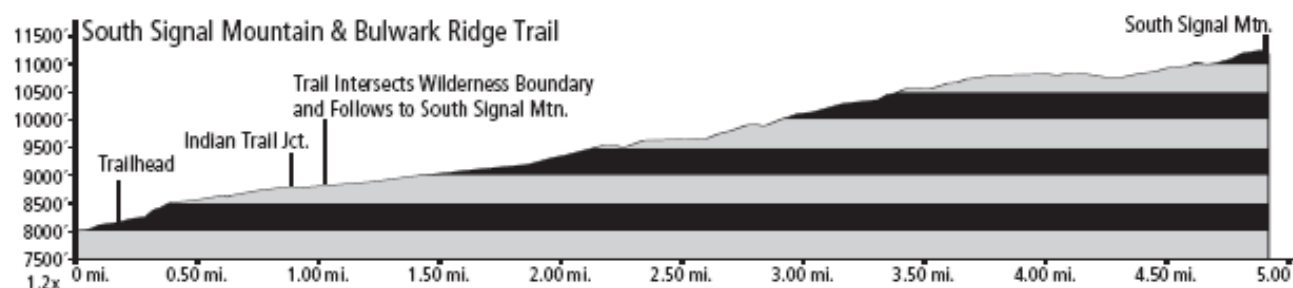 South Signal Mountain & Bulwark Ridge Trail
South Signal Mtn.
Trail Intersects Wilderness Boundary
and Follows to South Signal Mtn.
Indian Trail Jct.
Trailhead
11500´
11000´
10500´
10000´
9500´
9000´
8500´
8000´
7500´
0 mi.
0.50 mi.
1.00 mi.
1.50 mi.
2.00 mi.
2.50 mi.
3.00 mi.
3.50 mi.
4.00 mi.
4.50 mi.
5.00
1.2x